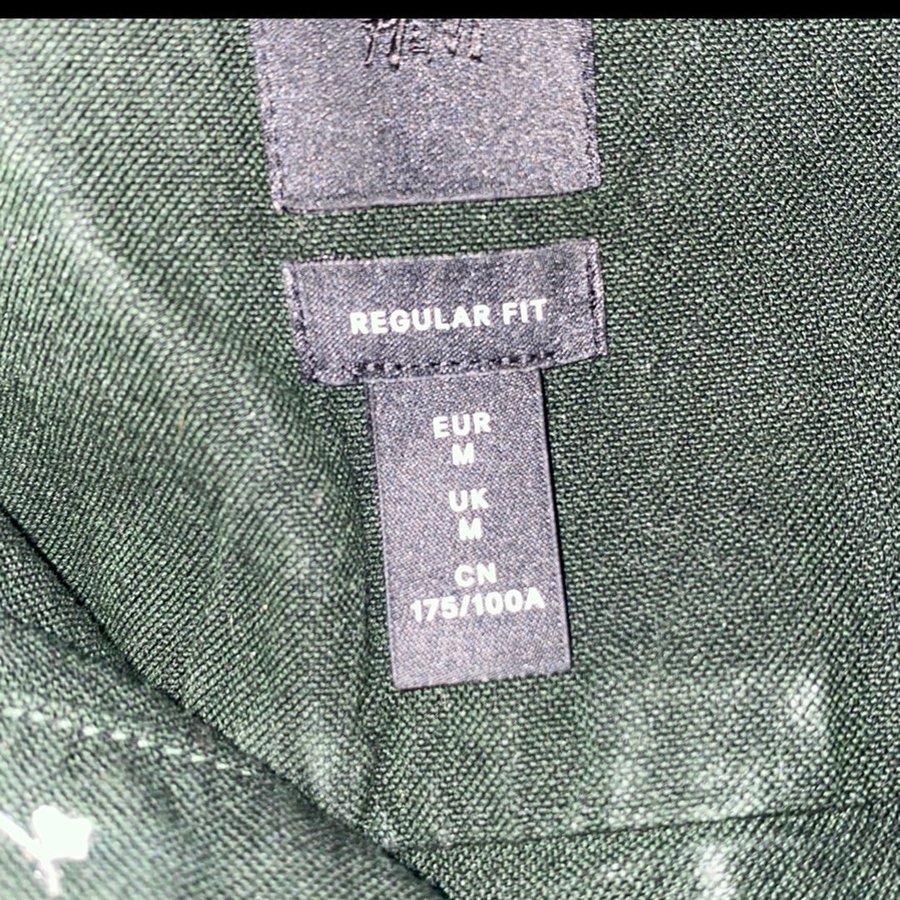 REGULAR FIT
EUR
M
UK
M
CN
175/100A